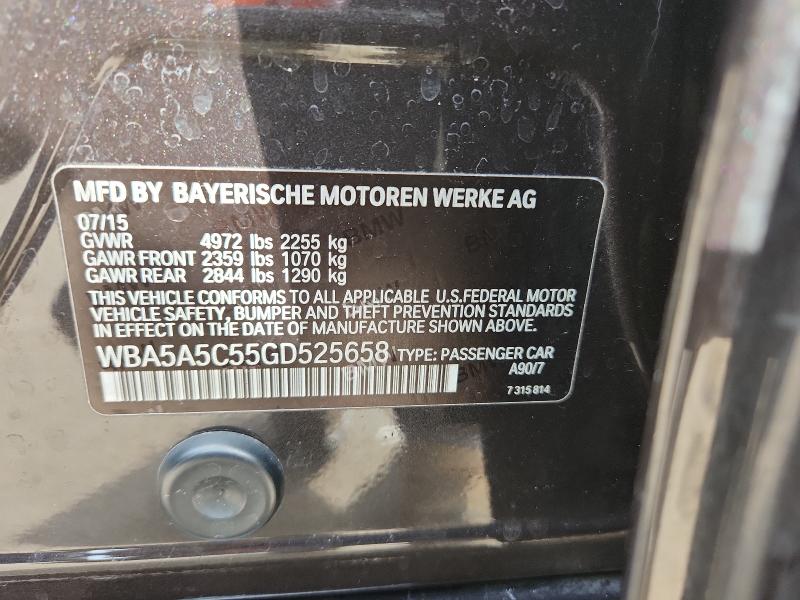 MFD BY BAYERISCHE MOTOREN WERKE AG
07/15
GVWR 4972 lbs 2255 kg
GAWR FRONT 2359 lbs 1070 kg
GAWR REAR 2844 lbs 1290 kg
THIS VEHICLE CONFORMS TO ALL APPLICABLE U.S.FEDERAL MOTOR
VEHICLE SAFETY, BUMPER AND THEFT PREVENTION STANDARDS
IN EFFECT ON THE DATE OF MANUFACTURE SHOWN ABOVE.
WBA5A5C55GD525658 TYPE: PASSENGER CAR
A90/7
7 315 814